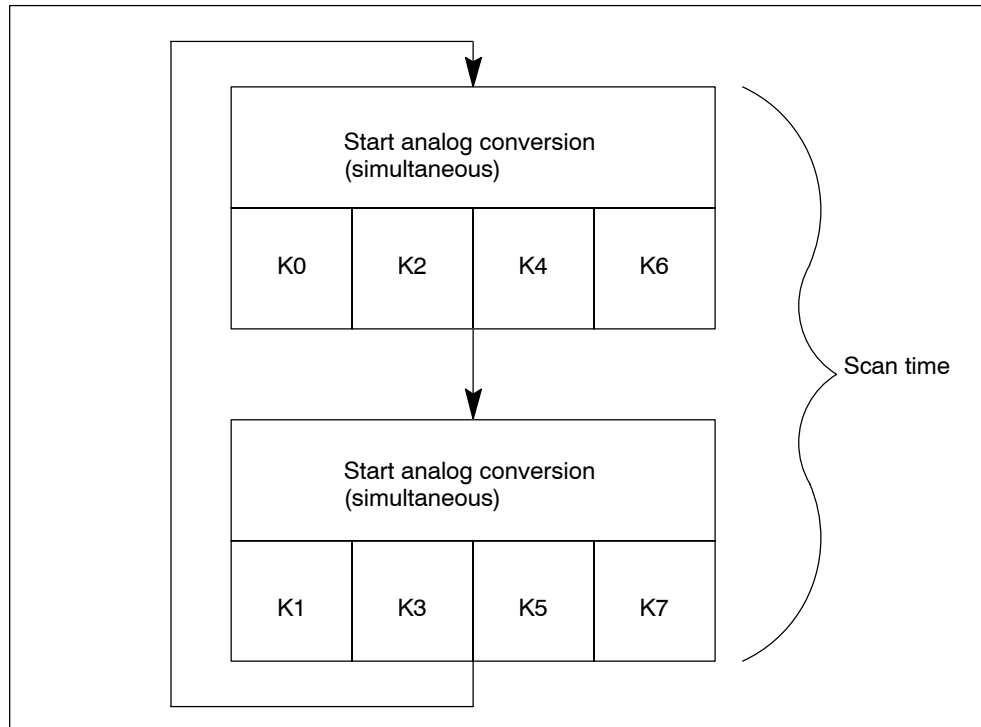 Start analog conversion
(simultaneous)
K0 K2 K4 K6
Scan time
Start analog conversion
(simultaneous)
K1 K3 K5 K7